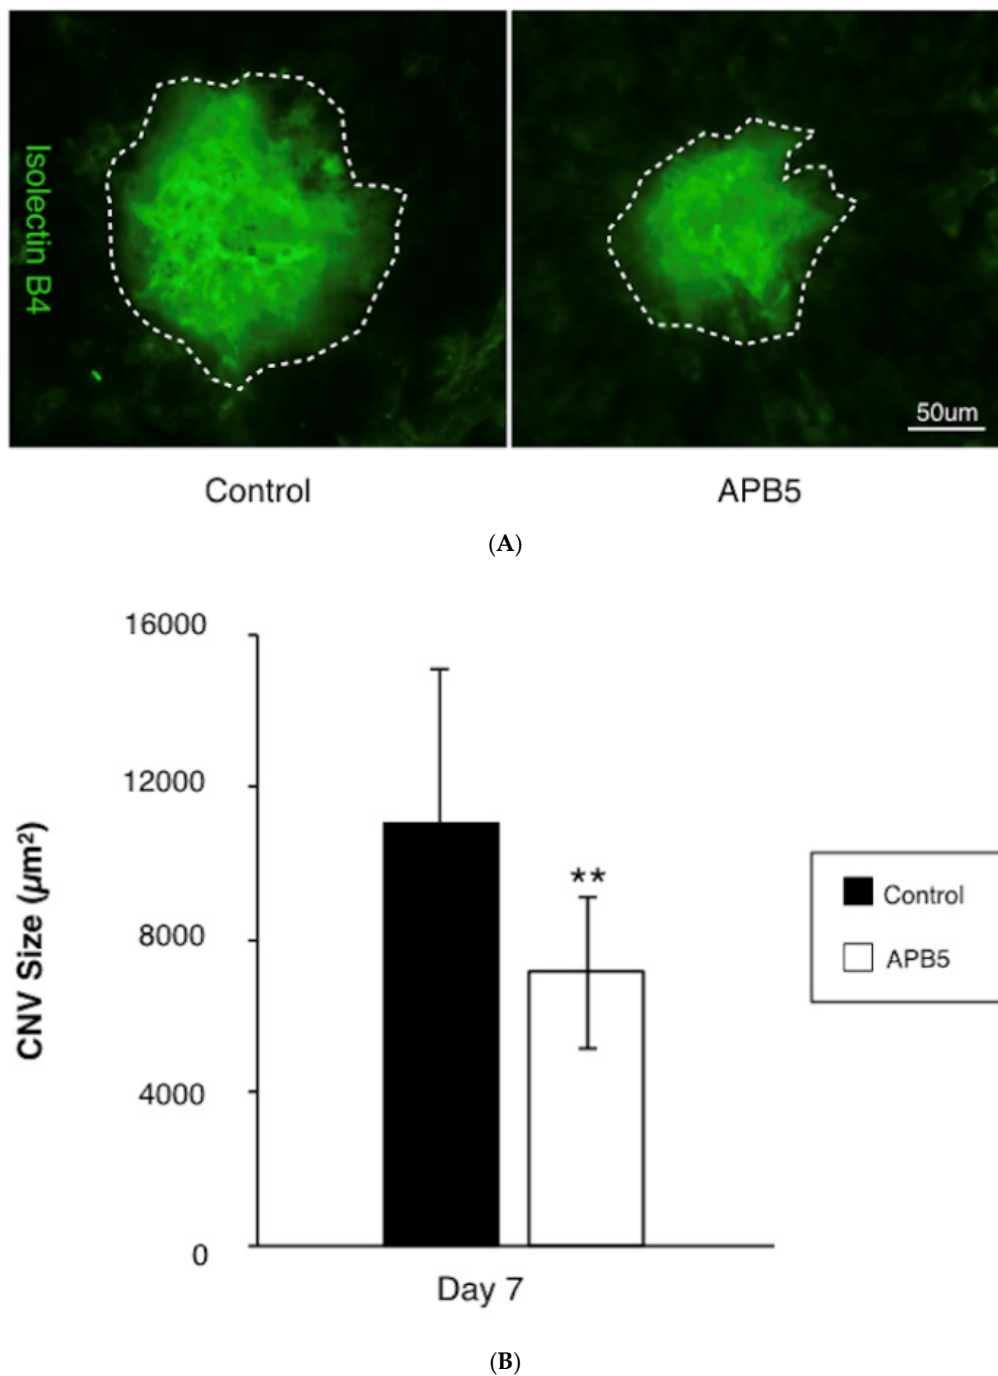 Isolectin B4
50um
Control
APB5
(A)
16000
12000
8000
4000
0
CNV Size (µm²)
**
Control
APB5
Day 7
(B)